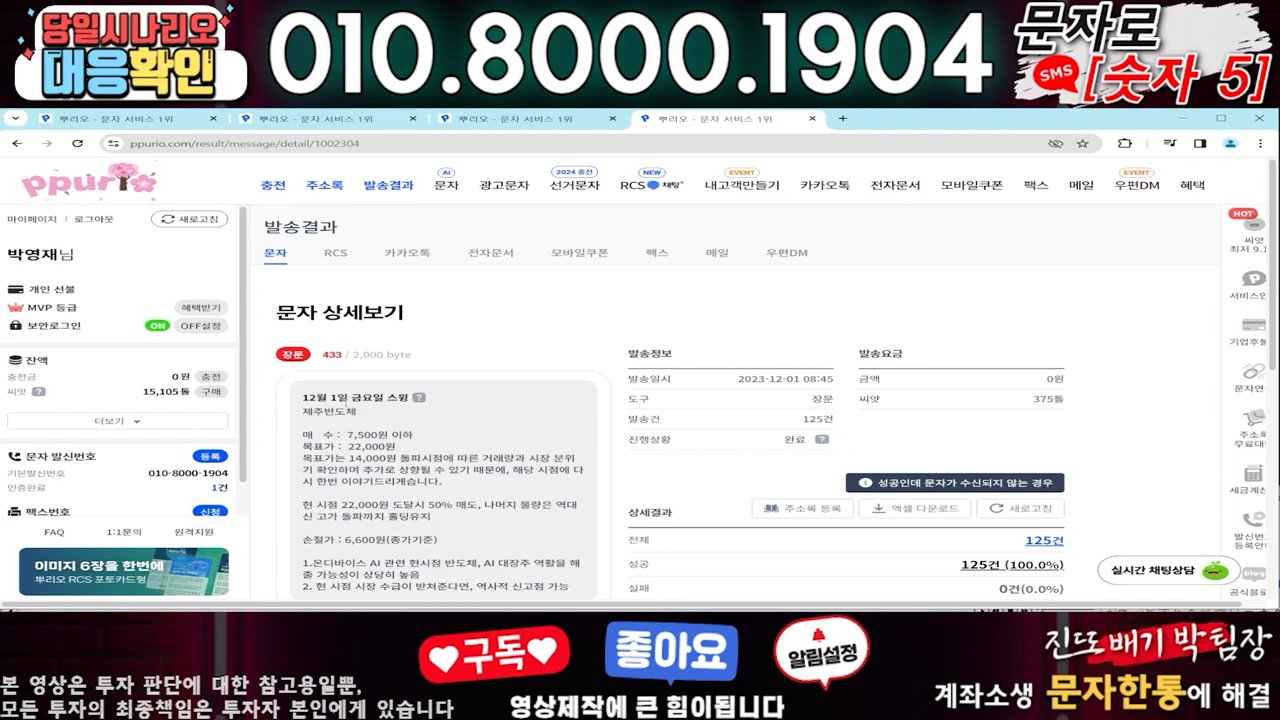 당일시나리오
대응확인
010.8000.1904
문자로
SMS [숫자 5]
뿌리오 - 문자 서비스 1위
뿌리오 - 문자 서비스 1위
뿌리오 - 문자 서비스 1위
뿌리오 - 문자 서비스 1위
ppurio.com/result/message/detail/1002304
ppurio
AI
2024 총선
NEW
EVENT
EVENT
충전 주소록 발송결과 문자 광고문자 선거문자 RCS 채팅+ 내고객만들기 카카오톡 전자문서 모바일쿠폰 팩스 메일 우편DM 혜택
마이페이지 | 로그아웃 새로고침
박영재님
개인 선불
MVP 등급 혜택받기
보안로그인 ON OFF설정
잔액
충전금 0원 충전
씨앗 ? 15,105톨 구매
더보기
문자 발신번호 등록
기본발신번호 010-8000-1904
인증완료 1건
팩스번호 신청
FAQ 1:1문의 원격지원
이미지 6장을 한번에
뿌리오 RCS 포토카드형
발송결과
문자 RCS 카카오톡 전자문서 모바일쿠폰 팩스 메일 우편DM
문자 상세보기
장문 433 / 2,000 byte
12월 1일 금요일 스윙 ?
제주반도체
매 수 : 7,500원 이하
목표가 : 22,000원
목표가는 14,000원 돌파시점에 따른 거래량과 시장 분위
기 확인하며 추가로 상향될 수 있기 때문에, 해당 시점에 다
시 한번 이야기드리게습니다.
현 시점 22,000원 도달시 50% 매도, 나머지 물량은 역대
신 고가 돌파까지 홀딩유지
손절가 : 6,600원(종가기준)
1.온디바이스 AI 관련 현시점 반도체, AI 대장주 역활을 해
줄 가능성이 상당히 높음
2. 현 시점 시장 수급이 받쳐준다면, 역사적 신고점 가능
발송정보
발송일시 2023-12-01 08:45
도구 장문
발송건 125건
진행상황 완료 ?
발송요금
금액 0원
씨앗 375톨
성공인데 문자가 수신되지 않는 경우
상세결과 주소록 등록 엑셀 다운로드 새로고침
전체 125건
성공 125건 (100.0%)
실패 0건(0.0%)
HOT
씨앗
최저 9.
서비스인
기업후불
문자연
주소록
무료대
세금계산
발신번호
등록안
blog
공식블로
실시간 채팅상담
구독
좋아요
알림설정
진또배기 박팀장
본 영상은 투자 판단에 대한 참고용일뿐,
모든 투자의 최종책임은 투자자 본인에게 있습니다
영상제작에 큰 힘이됩니다
계좌소생 문자한통에 해결